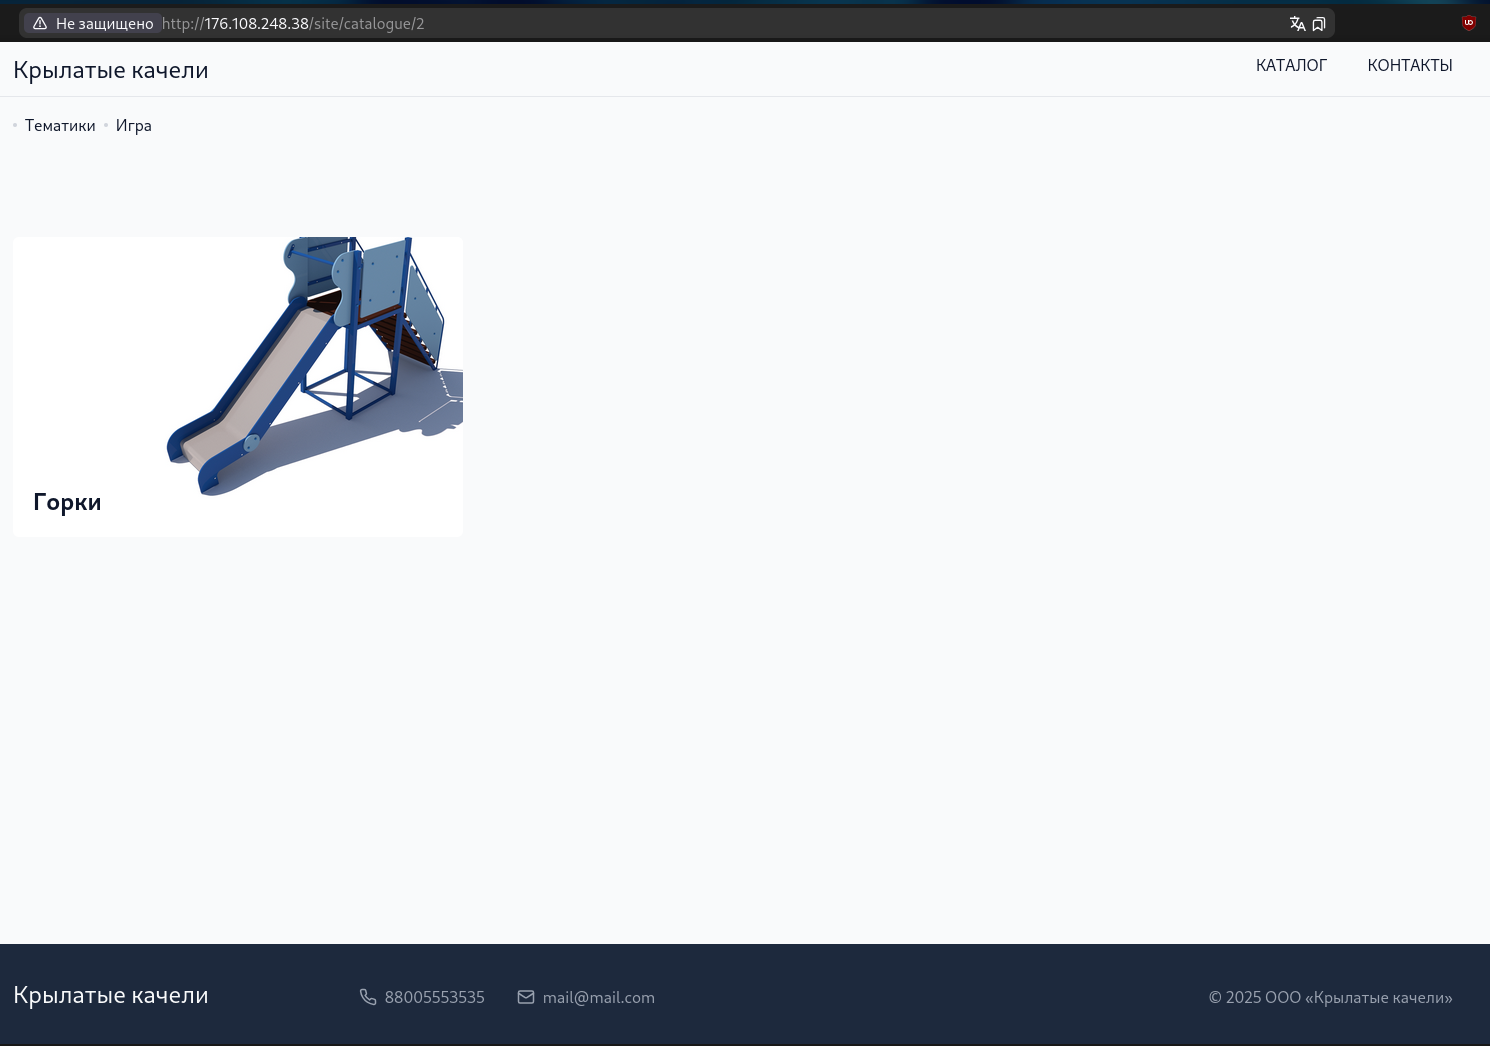 Не защищено http://176.108.248.38/site/catalogue/2
Крылатые качели
КАТАЛОГ КОНТАКТЫ
Тематики Игра
Горки
Крылатые качели
88005553535 mail@mail.com
© 2025 ООО «Крылатые качели»